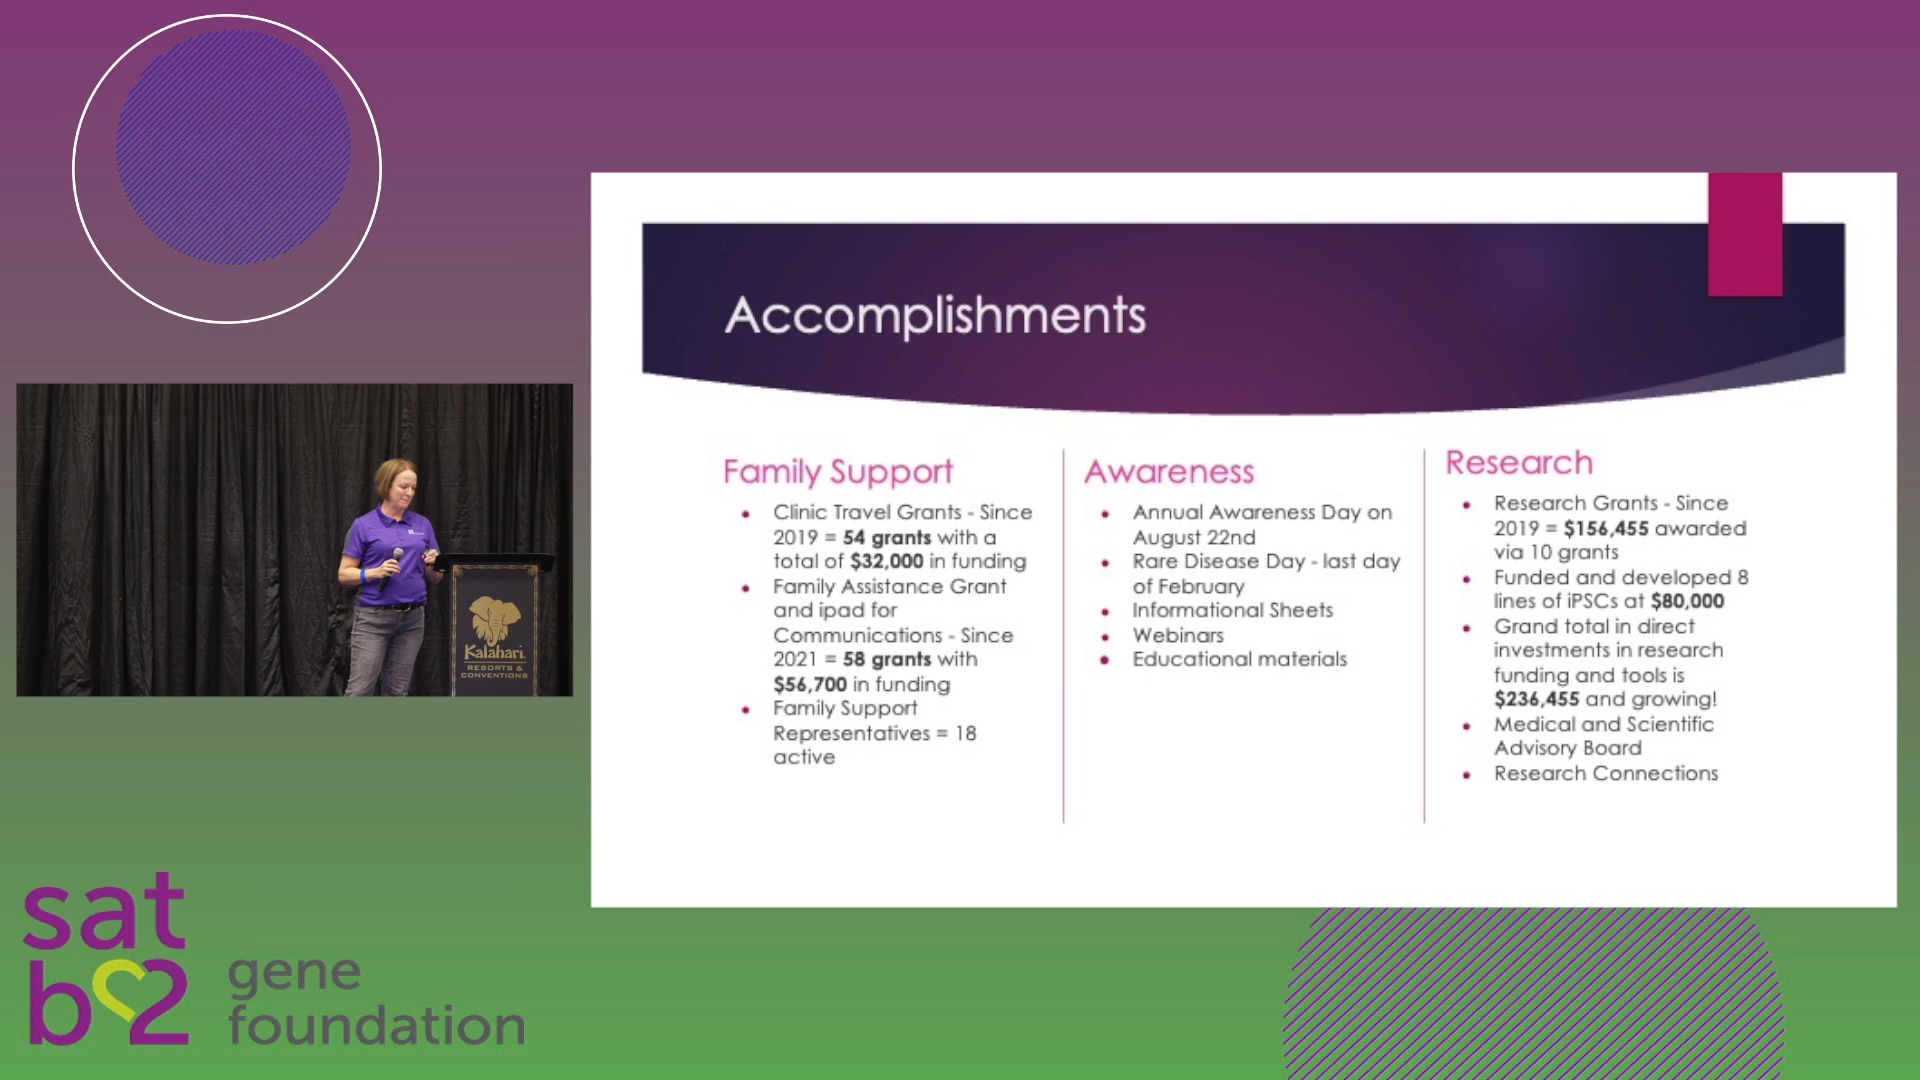 Accomplishments
Family Support
• Clinic Travel Grants - Since
2019 = 54 grants with a
total of $32,000 in funding
• Family Assistance Grant
and ipad for
Communications - Since
2021 = 58 grants with
$56,700 in funding
• Family Support
Representatives = 18
active
Awareness
• Annual Awareness Day on
August 22nd
• Rare Disease Day - last day
of February
• Informational Sheets
• Webinars
• Educational materials
Research
• Research Grants - Since
2019 = $156,455 awarded
via 10 grants
• Funded and developed 8
lines of iPSCs at $80,000
• Grand total in direct
investments in research
funding and tools is
$236,455 and growing!
• Medical and Scientific
Advisory Board
• Research Connections
Kalahari
RESORTS &
CONVENTIONS
sat
b2
gene
foundation